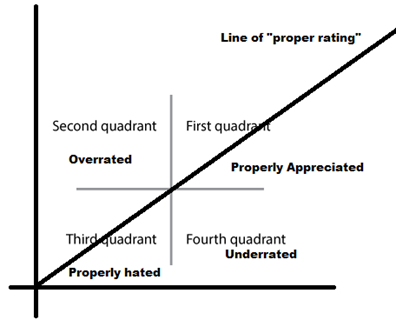 Line of "proper rating"
Second quadrant
First quadrant
Overrated
Properly Appreciated
Third quadrant
Fourth quadrant
Underrated
Properly hated